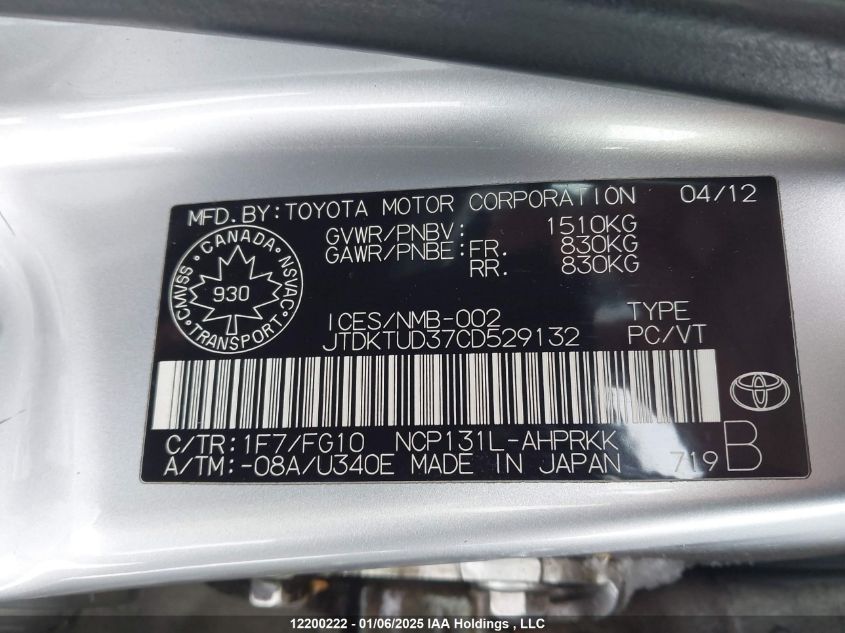 MFD.BY:TOYOTA MOTOR CORPORATION 04/12
GVWR/PNBV: 1510KG
GAWR/PNBE: FR. 830KG
RR. 830KG
CMVSS · CANADA · NSVAC · TRANSPORT
930
ICES/NMB-002 TYPE
JTDKTUD37CD529132 PC/VT
C/TR:1F7/FG10 NCP131L-AHPRKK
A/TM:-08A/U340E MADE IN JAPAN 719B
12200222 - 01/06/2025 IAA Holdings , LLC